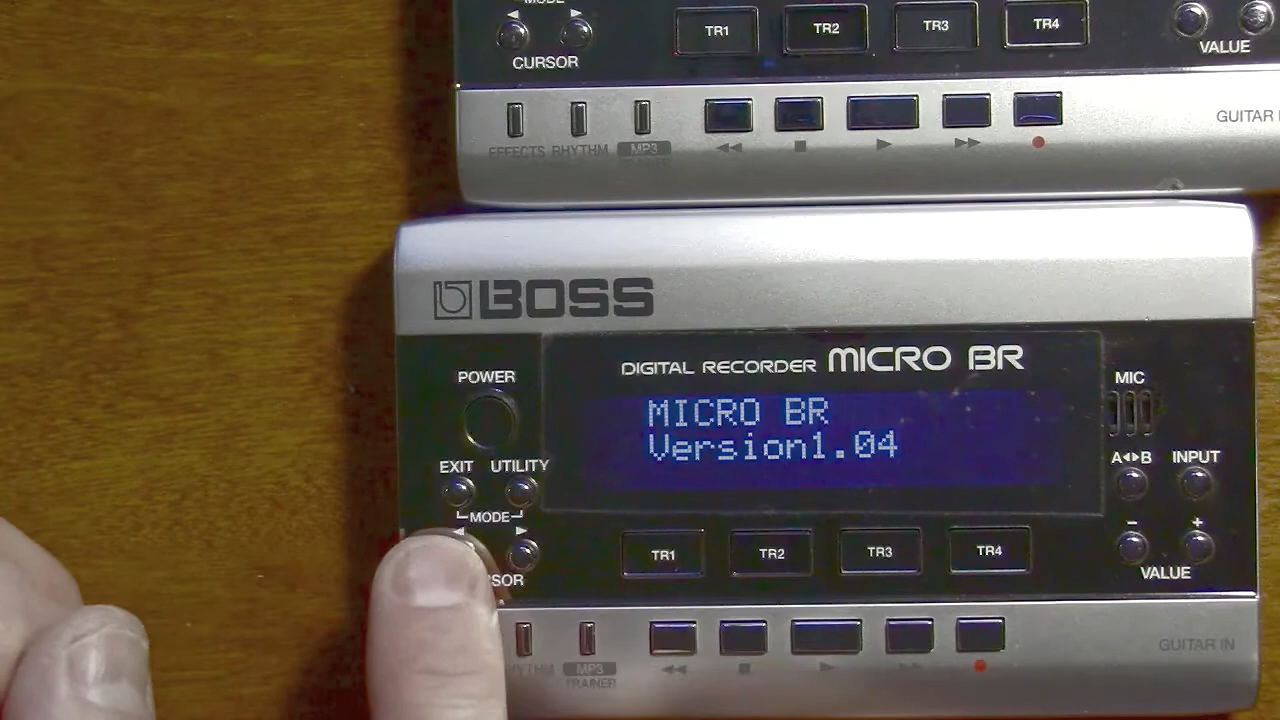 MODE
◄ ►
CURSOR
TR1 TR2 TR3 TR4
VALUE
EFFECTS RHYTHM MP3
◄◄ ■ ► ►► ●
GUITAR
BOSS
DIGITAL RECORDER MICRO BR
POWER
MIC
MICRO BR
Version1.04
EXIT UTILITY
A◄►B INPUT
MODE
◄ ►
- +
TR1 TR2 TR3 TR4
VALUE
GUITAR IN
MP3
TRAINER
◄◄ ■ ► ►► ●